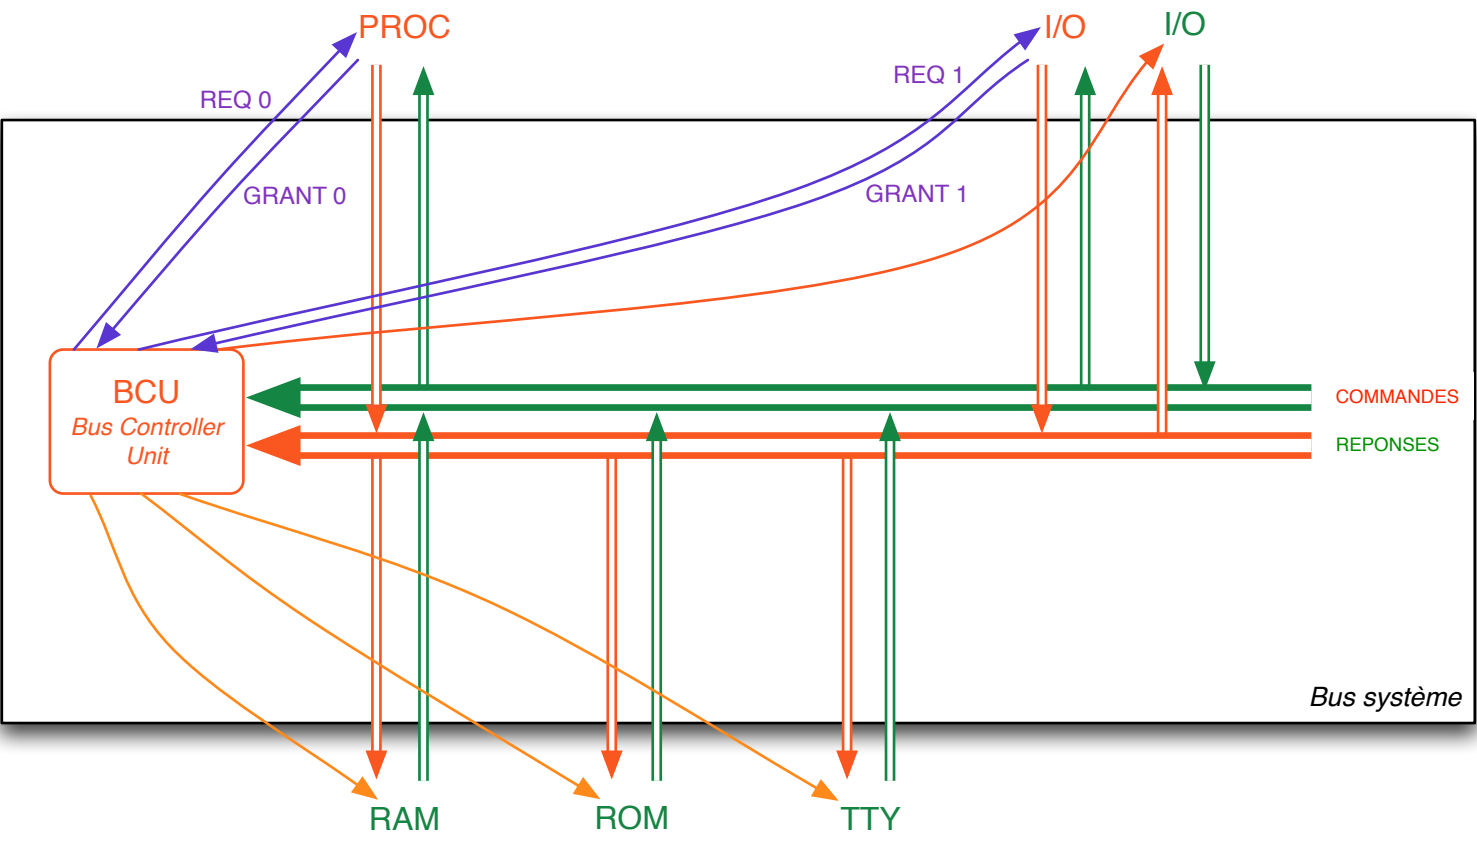 PROC
I/O
I/O
REQ 0
REQ 1
GRANT 0
GRANT 1
BCU
Bus Controller
Unit
COMMANDES
REPONSES
Bus système
RAM
ROM
TTY